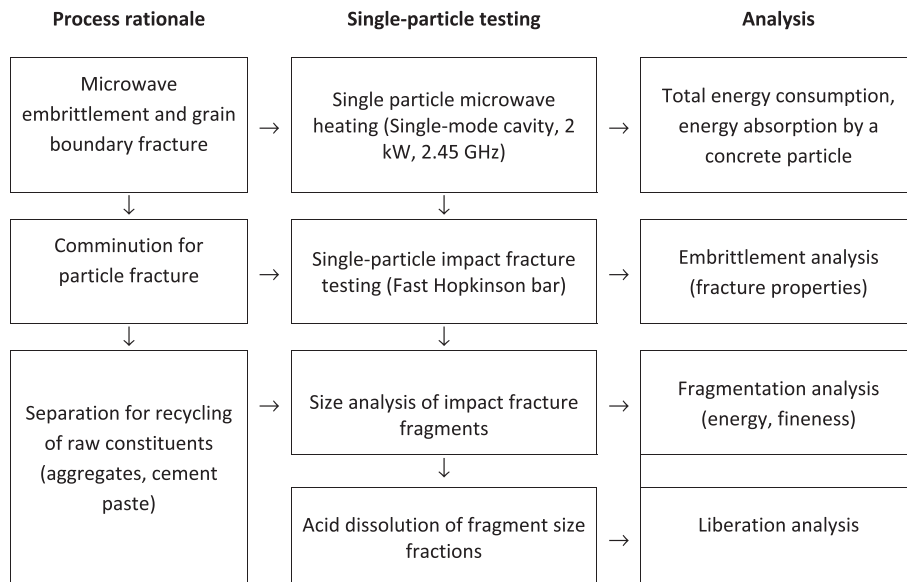 Process rationale
Single-particle testing
Analysis
Microwave
embrittlement and grain
boundary fracture
→
Single particle microwave
heating (Single-mode cavity, 2
kW, 2.45 GHz)
→
Total energy consumption,
energy absorption by a
concrete particle
↓
↓
Comminution for
particle fracture
→
Single-particle impact fracture
testing (Fast Hopkinson bar)
→
Embrittlement analysis
(fracture properties)
↓
↓
Separation for recycling
of raw constituents
(aggregates, cement
paste)
→
Size analysis of impact fracture
fragments
→
Fragmentation analysis
(energy, fineness)
↓
Acid dissolution of fragment size
fractions
→
Liberation analysis